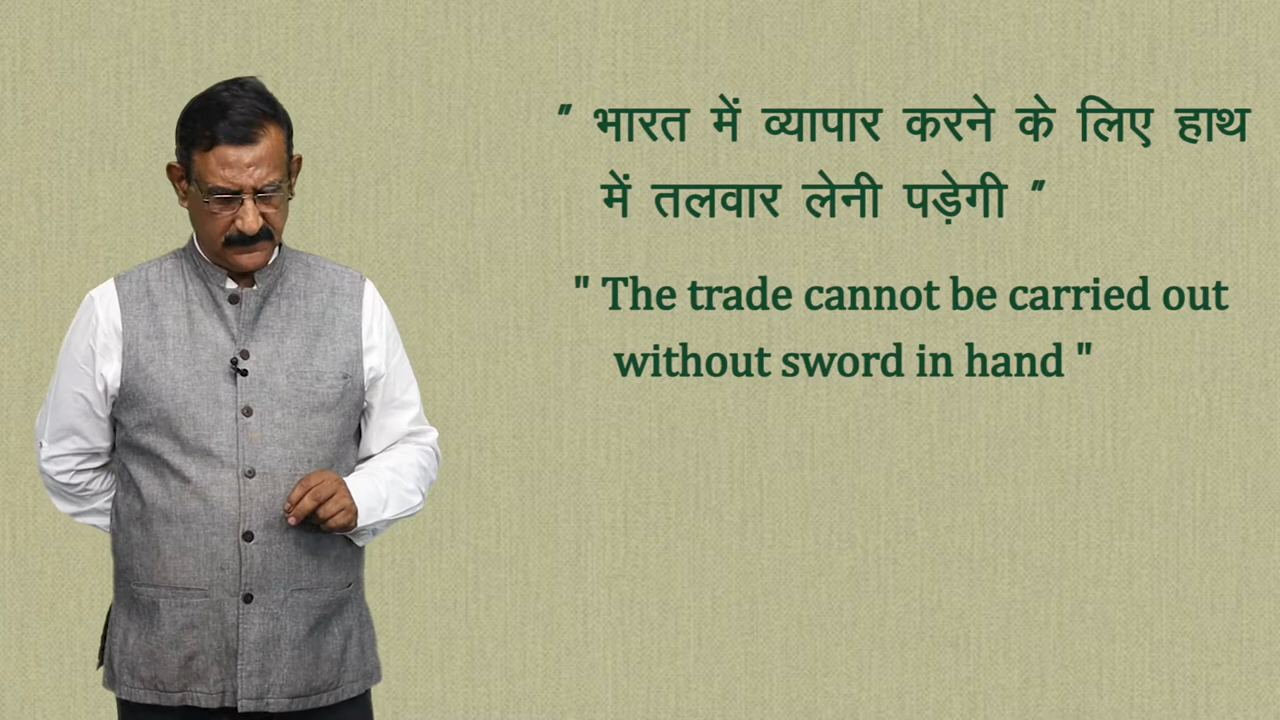 " भारत में व्यापार करने के लिए हाथ
में तलवार लेनी पड़ेगी "
" The trade cannot be carried out
without sword in hand "